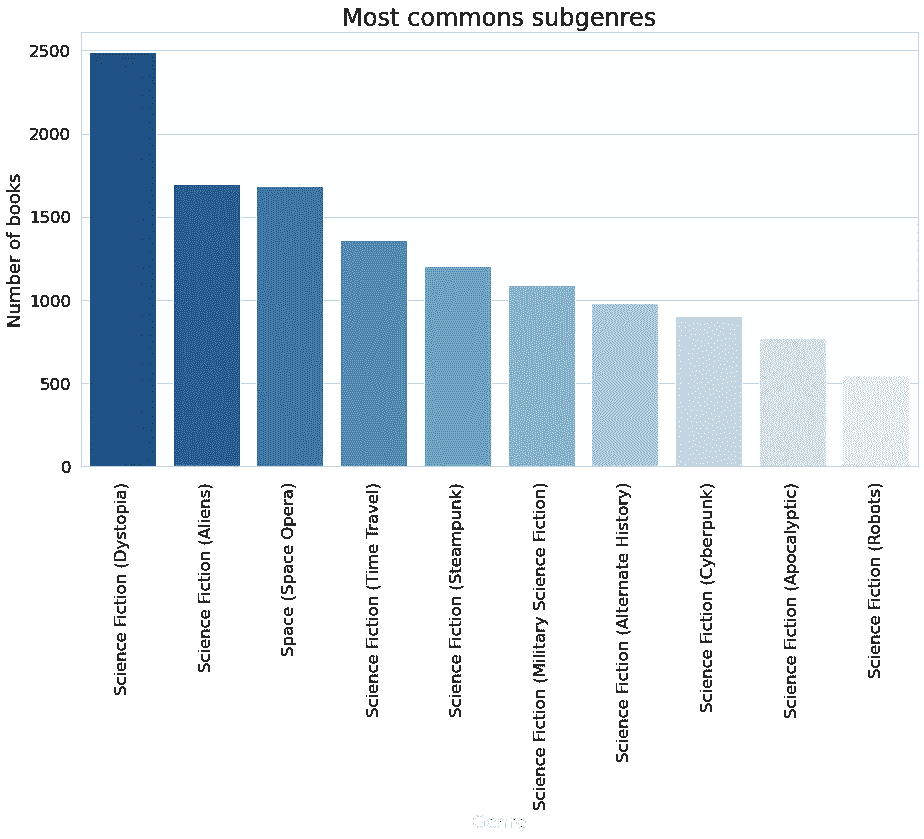 Most commons subgenres
Number of books
2500
2000
1500
1000
500
0
Science Fiction (Dystopia)
Science Fiction (Aliens)
Space (Space Opera)
Science Fiction (Time Travel)
Science Fiction (Steampunk)
Science Fiction (Military Science Fiction)
Science Fiction (Alternate History)
Science Fiction (Cyberpunk)
Science Fiction (Apocalyptic)
Science Fiction (Robots)
Genre